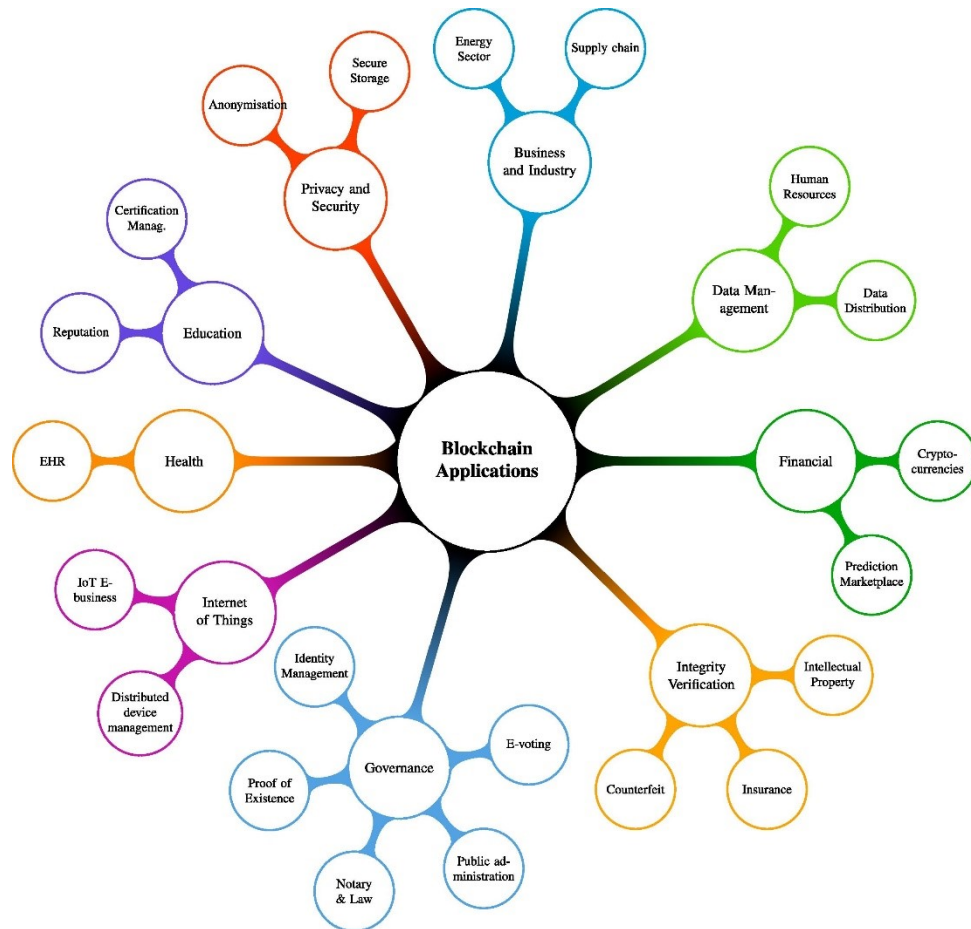 Blockchain
Applications
Business
and Industry
Energy
Sector
Supply chain
Data Man-
agement
Human
Resources
Data
Distribution
Financial
Crypto-
currencies
Prediction
Marketplace
Integrity
Verification
Intellectual
Property
Insurance
Counterfeit
Governance
E-voting
Public ad-
ministration
Notary
& Law
Proof of
Existence
Identity
Management
Internet
of Things
Distributed
device
management
IoT E-
business
Health
EHR
Education
Reputation
Certification
Manag.
Privacy and
Security
Anonymisation
Secure
Storage